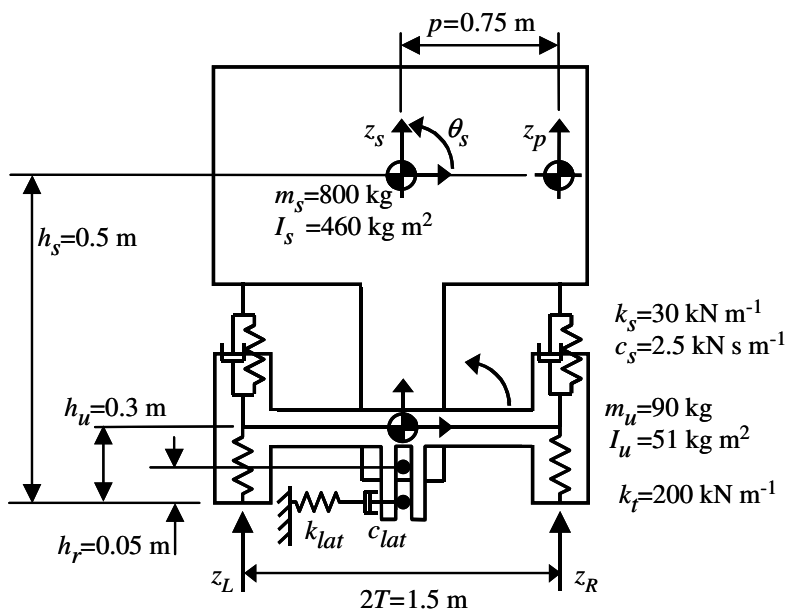 p=0.75 m
z_s
θ_s
z_p
m_s=800 kg
I_s =460 kg m²
h_s=0.5 m
k_s=30 kN m⁻¹
c_s=2.5 kN s m⁻¹
h_u=0.3 m
m_u=90 kg
I_u=51 kg m²
k_t=200 kN m⁻¹
k_lat
c_lat
h_r=0.05 m
z_L
z_R
2T=1.5 m